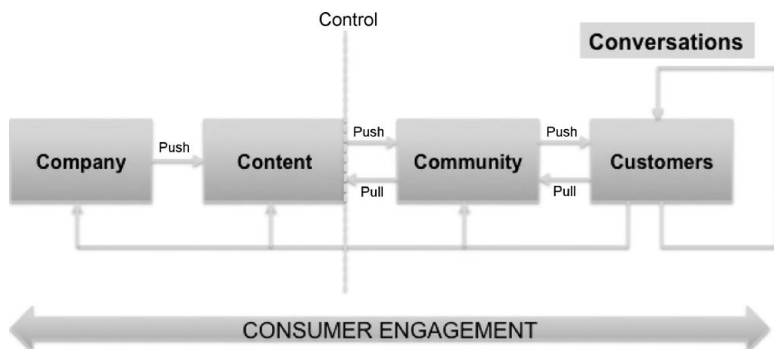 Control
Conversations
Company
Push
Content
Push
Pull
Community
Push
Pull
Customers
CONSUMER ENGAGEMENT